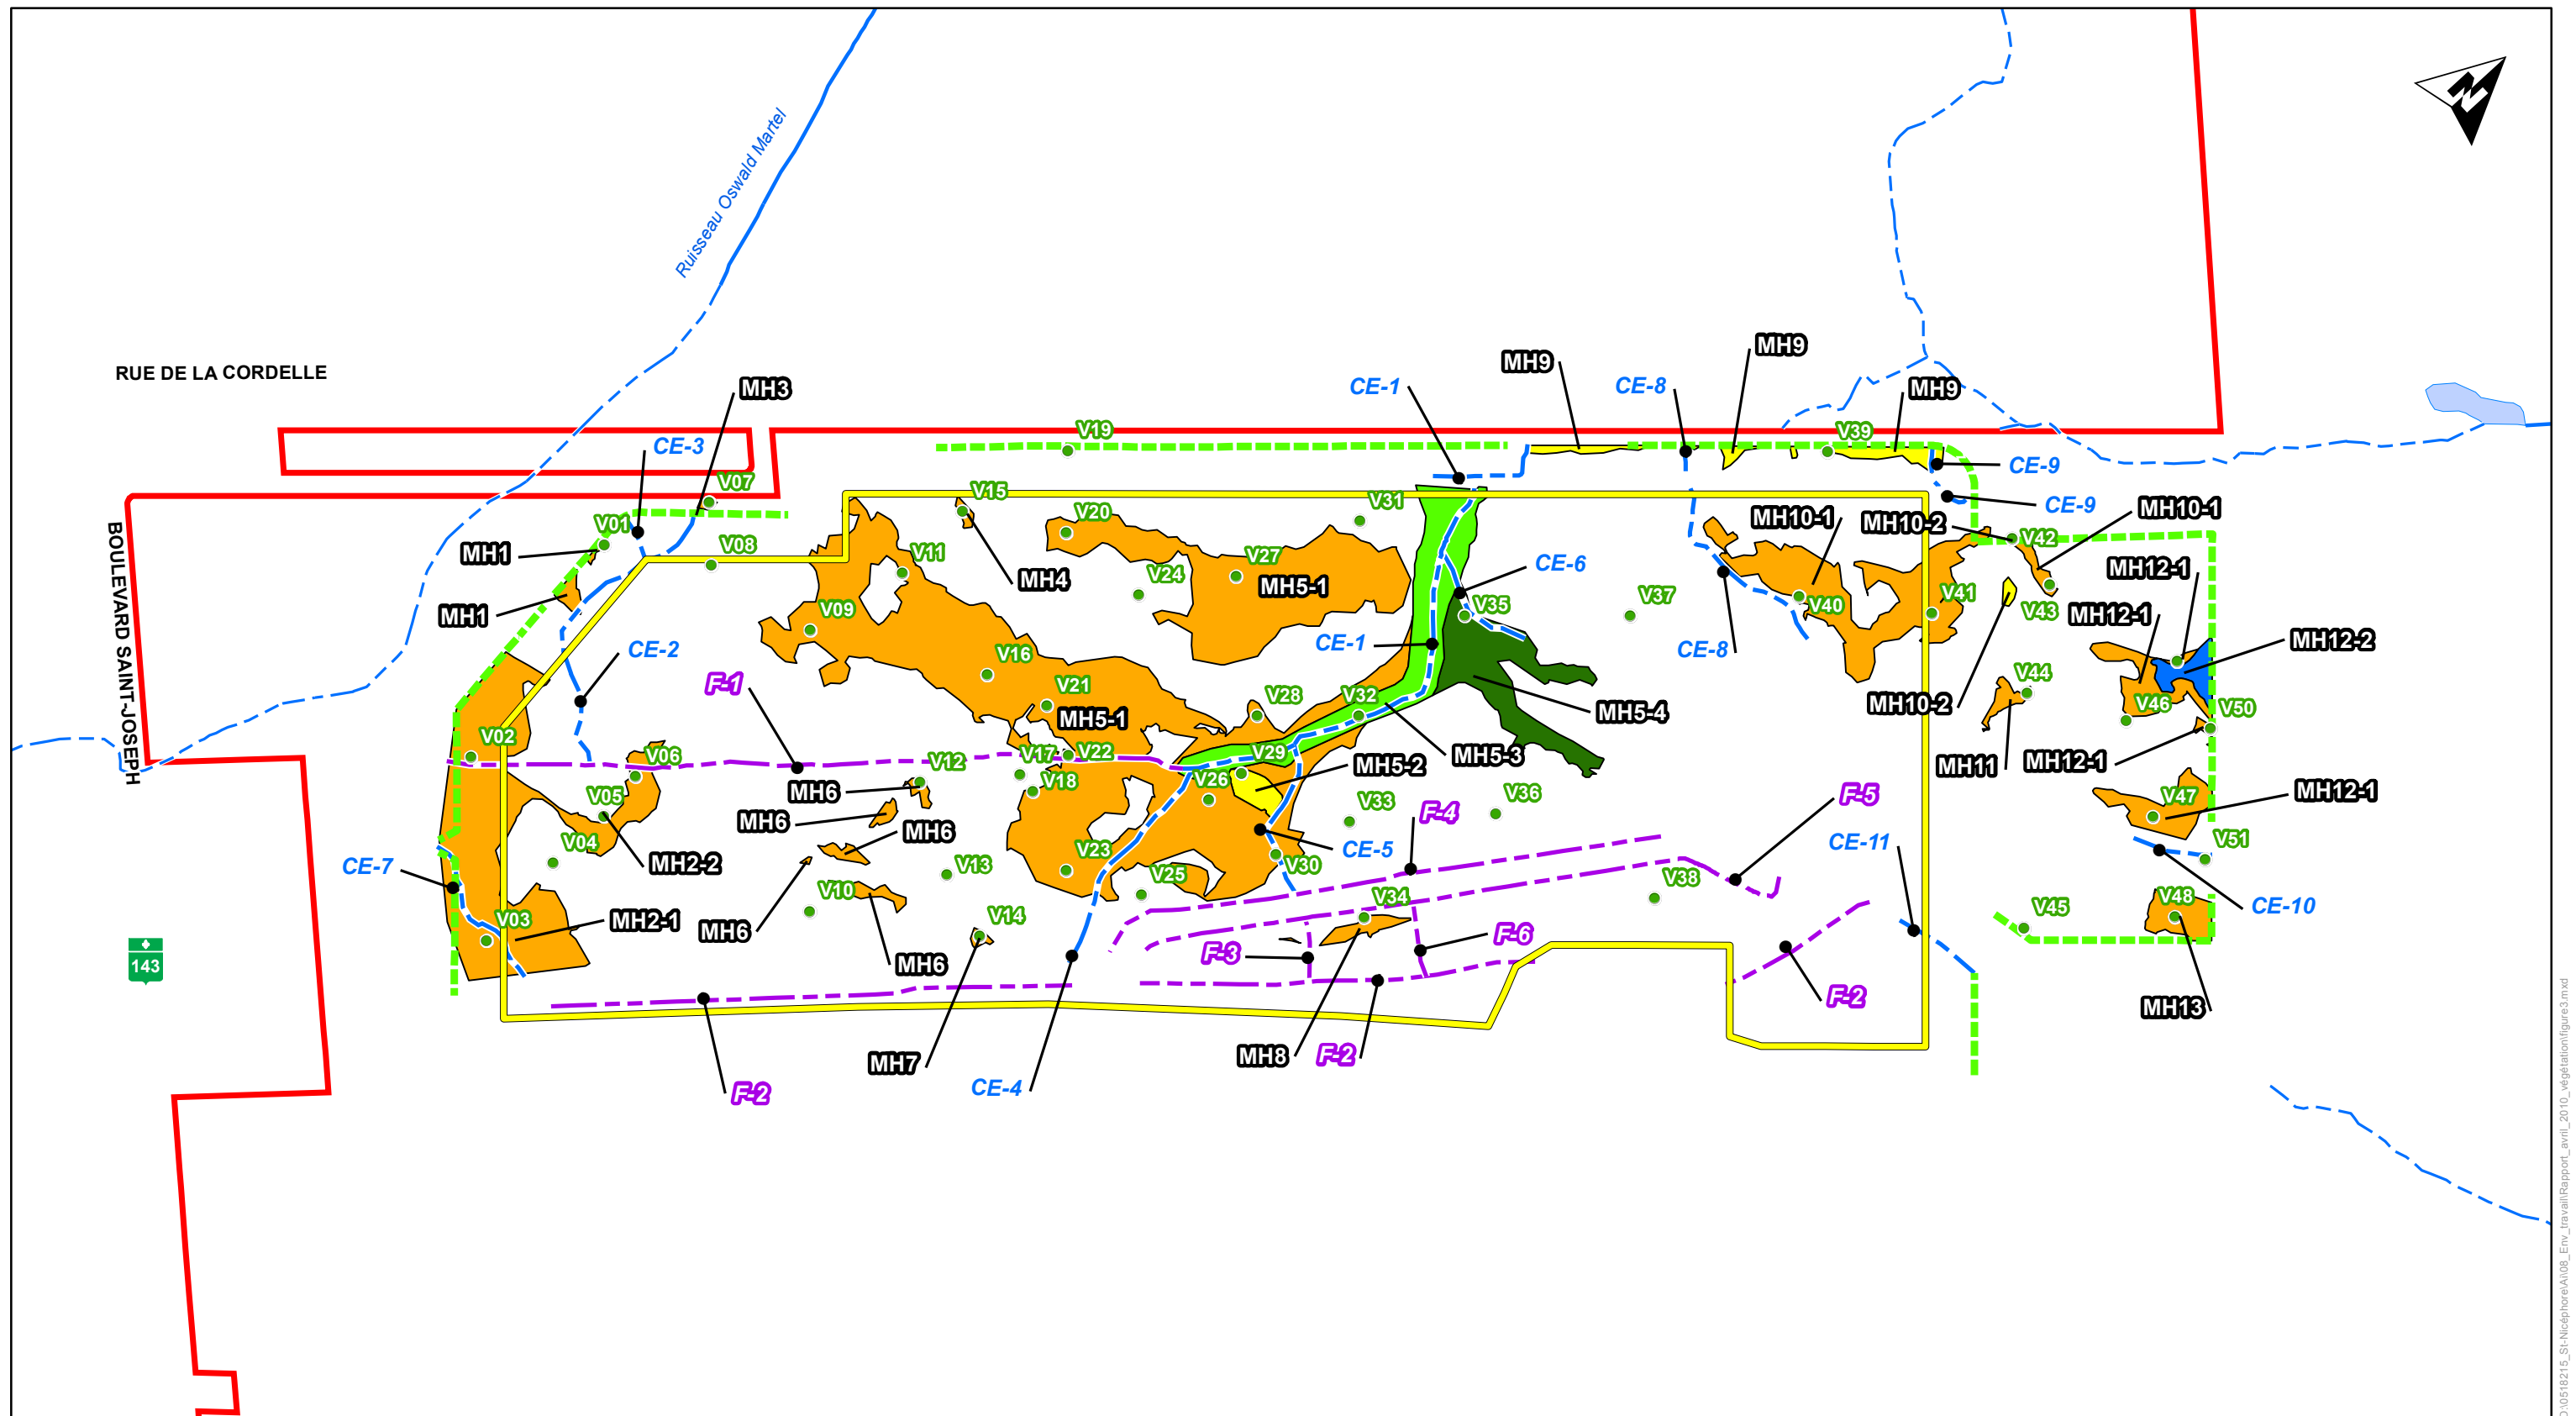 N
Ruisseau Oswald Martel
RUE DE LA CORDELLE
BOULEVARD SAINT-JOSEPH
143
MH3
CE-3
V07
V01
MH1
V08
MH1
CE-2
V02
V06
V05
V04
MH2-2
CE-7
V03
MH2-1
F-1
V19
V15
V20
V11
MH4
V24
V27
MH5-1
V09
V16
V21
MH5-1
V28
V32
V31
CE-1
MH9
CE-8
MH9
MH9
V39
CE-9
CE-9
CE-6
V35
V37
CE-1
CE-8
MH5-4
MH5-3
MH5-2
V29
V26
V17
V22
V18
V12
MH6
MH6
MH6
MH6
MH6
V13
V10
V14
V23
V25
V30
CE-5
V33
V36
F-4
F-5
V34
V38
F-3
F-6
F-2
F-2
F-2
MH7
CE-4
MH8
CE-11
MH10-1
MH10-2
MH10-1
V42
V40
V41
V43
MH12-1
MH12-1
MH12-2
MH10-2
V44
MH11
V46
V50
MH12-1
MH12-1
V47
V51
CE-10
V45
V48
MH13
0518215_St-Nicéphore\Ai\08_Env_travail\Rapport_avril_2010_végétation\figure3.mxd